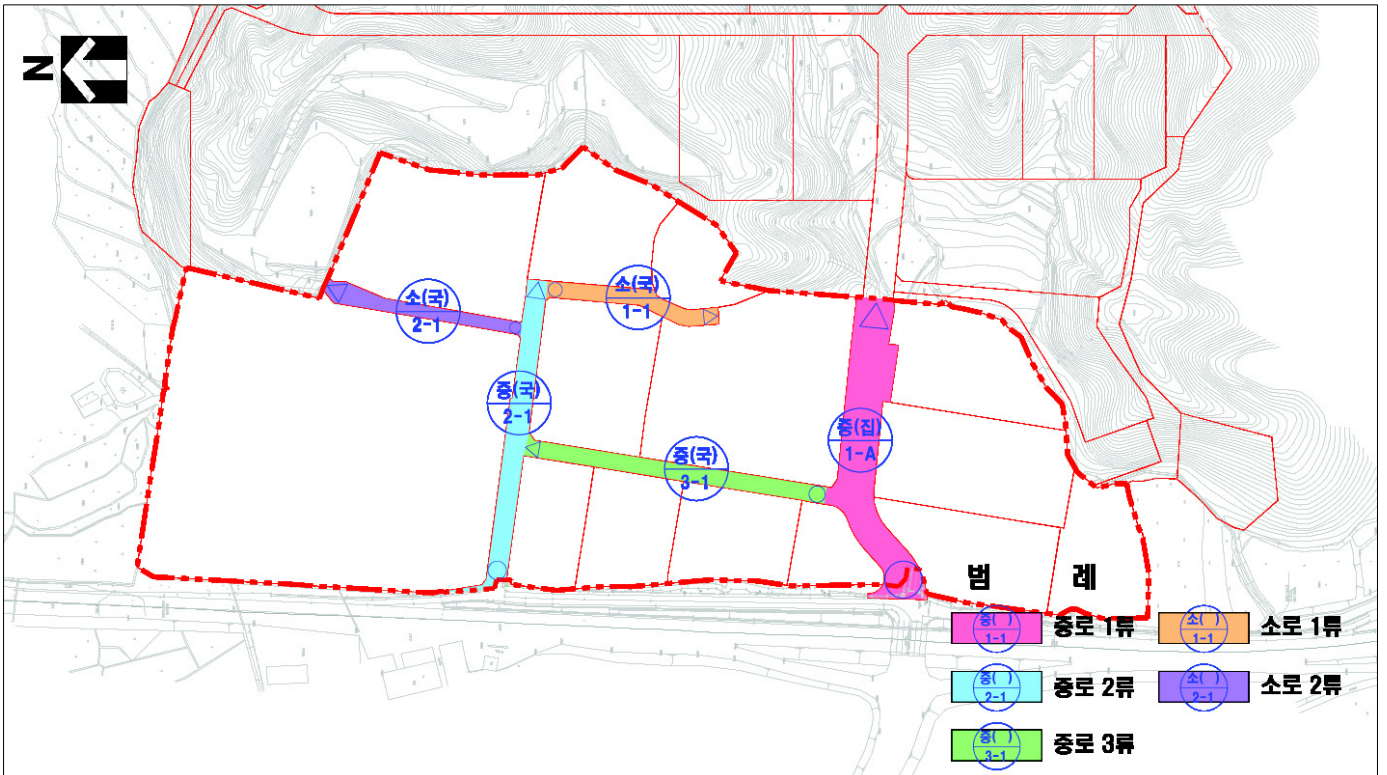 N
소(국)
2-1
소(국)
1-1
중(국)
2-1
중(집)
1-A
중(국)
3-1
범 례
중( )
1-1
중로 1류
소( )
1-1
소로 1류
중( )
2-1
중로 2류
소( )
2-1
소로 2류
중( )
3-1
중로 3류